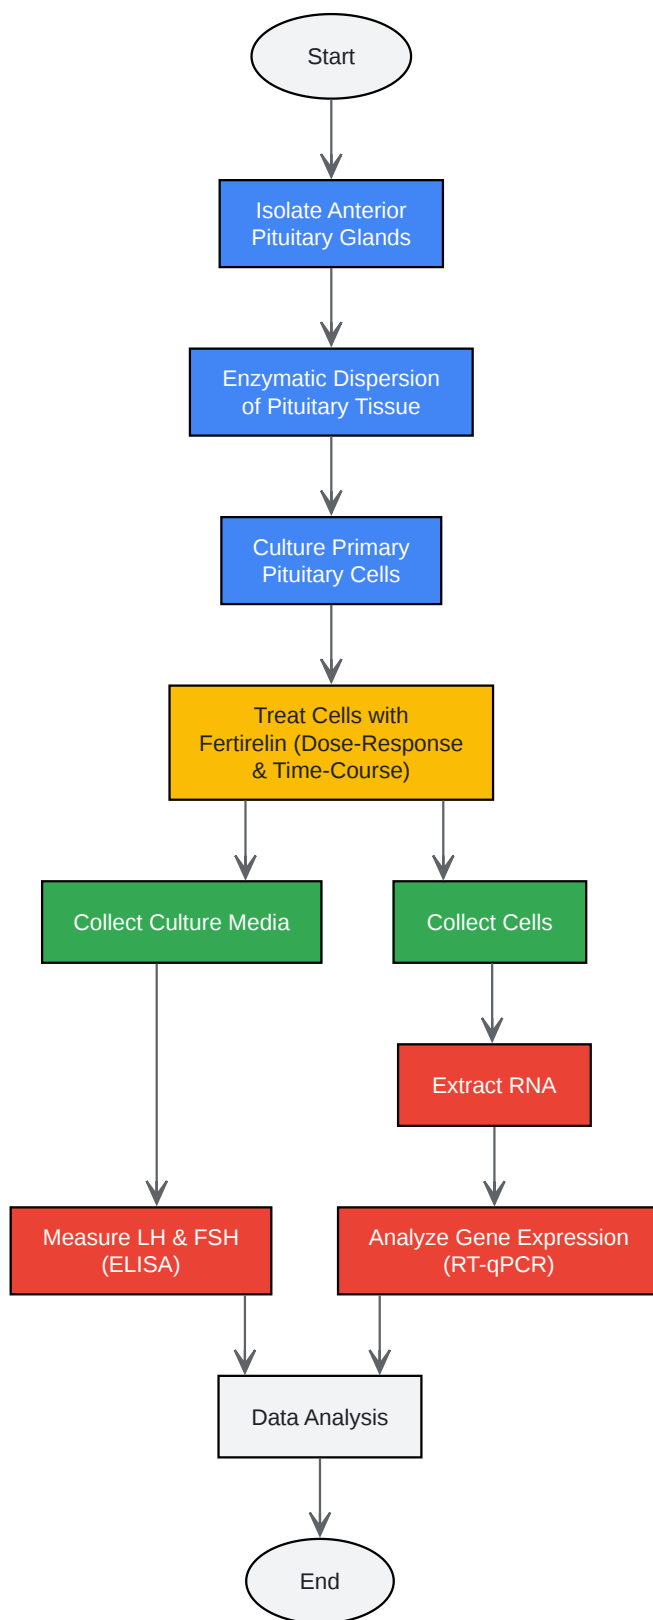 Start
Isolate Anterior
Pituitary Glands
Enzymatic Dispersion
of Pituitary Tissue
Culture Primary
Pituitary Cells
Treat Cells with
Fertirelin (Dose-Response
& Time-Course)
Collect Culture Media
Collect Cells
Extract RNA
Measure LH & FSH
(ELISA)
Analyze Gene Expression
(RT-qPCR)
Data Analysis
End